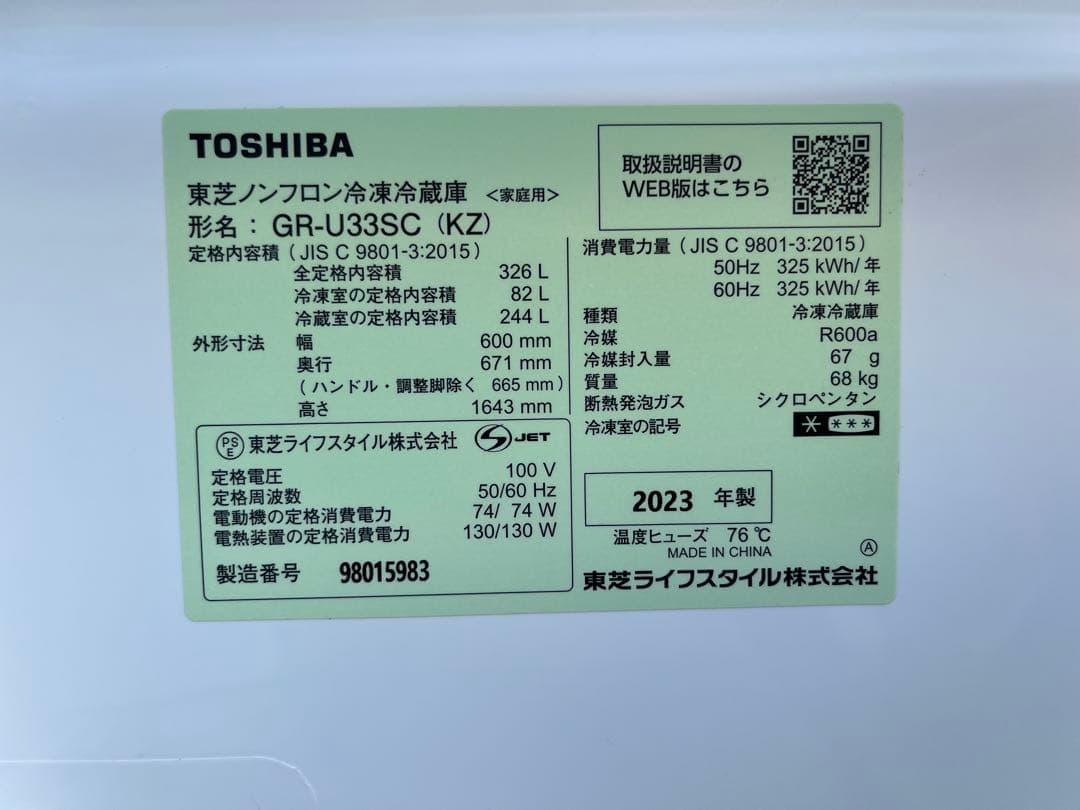 TOSHIBA
東芝ノンフロン冷凍冷蔵庫 <家庭用>
形名：GR-U33SC (KZ)
取扱説明書の
WEB版はこちら
定格内容積 (JIS C 9801-3:2015)
全定格内容積 326 L
冷凍室の定格内容積 82 L
冷蔵室の定格内容積 244 L
外形寸法 幅 600 mm
奥行 671 mm
(ハンドル・調整脚除く 665 mm)
高さ 1643 mm
消費電力量 (JIS C 9801-3:2015)
50Hz 325 kWh/年
60Hz 325 kWh/年
種類 冷凍冷蔵庫
冷媒 R600a
冷媒封入量 67 g
質量 68 kg
断熱発泡ガス シクロペンタン
冷凍室の記号 * ***
PSE 東芝ライフスタイル株式会社 S JET
定格電圧 100 V
定格周波数 50/60 Hz
電動機の定格消費電力 74/ 74 W
電熱装置の定格消費電力 130/130 W
製造番号 98015983
2023 年製
温度ヒューズ 76℃
MADE IN CHINA Ⓐ
東芝ライフスタイル株式会社